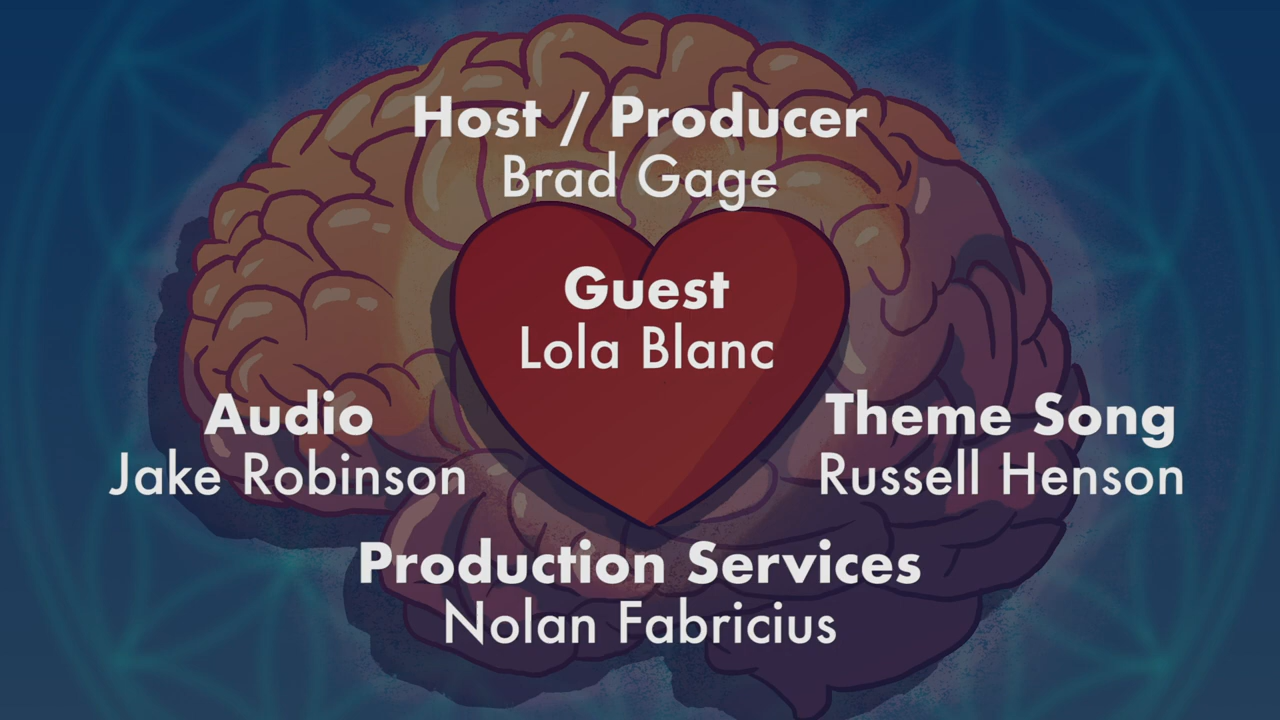 Host / Producer
Brad Gage
Guest
Lola Blanc
Audio
Jake Robinson
Theme Song
Russell Henson
Production Services
Nolan Fabricius